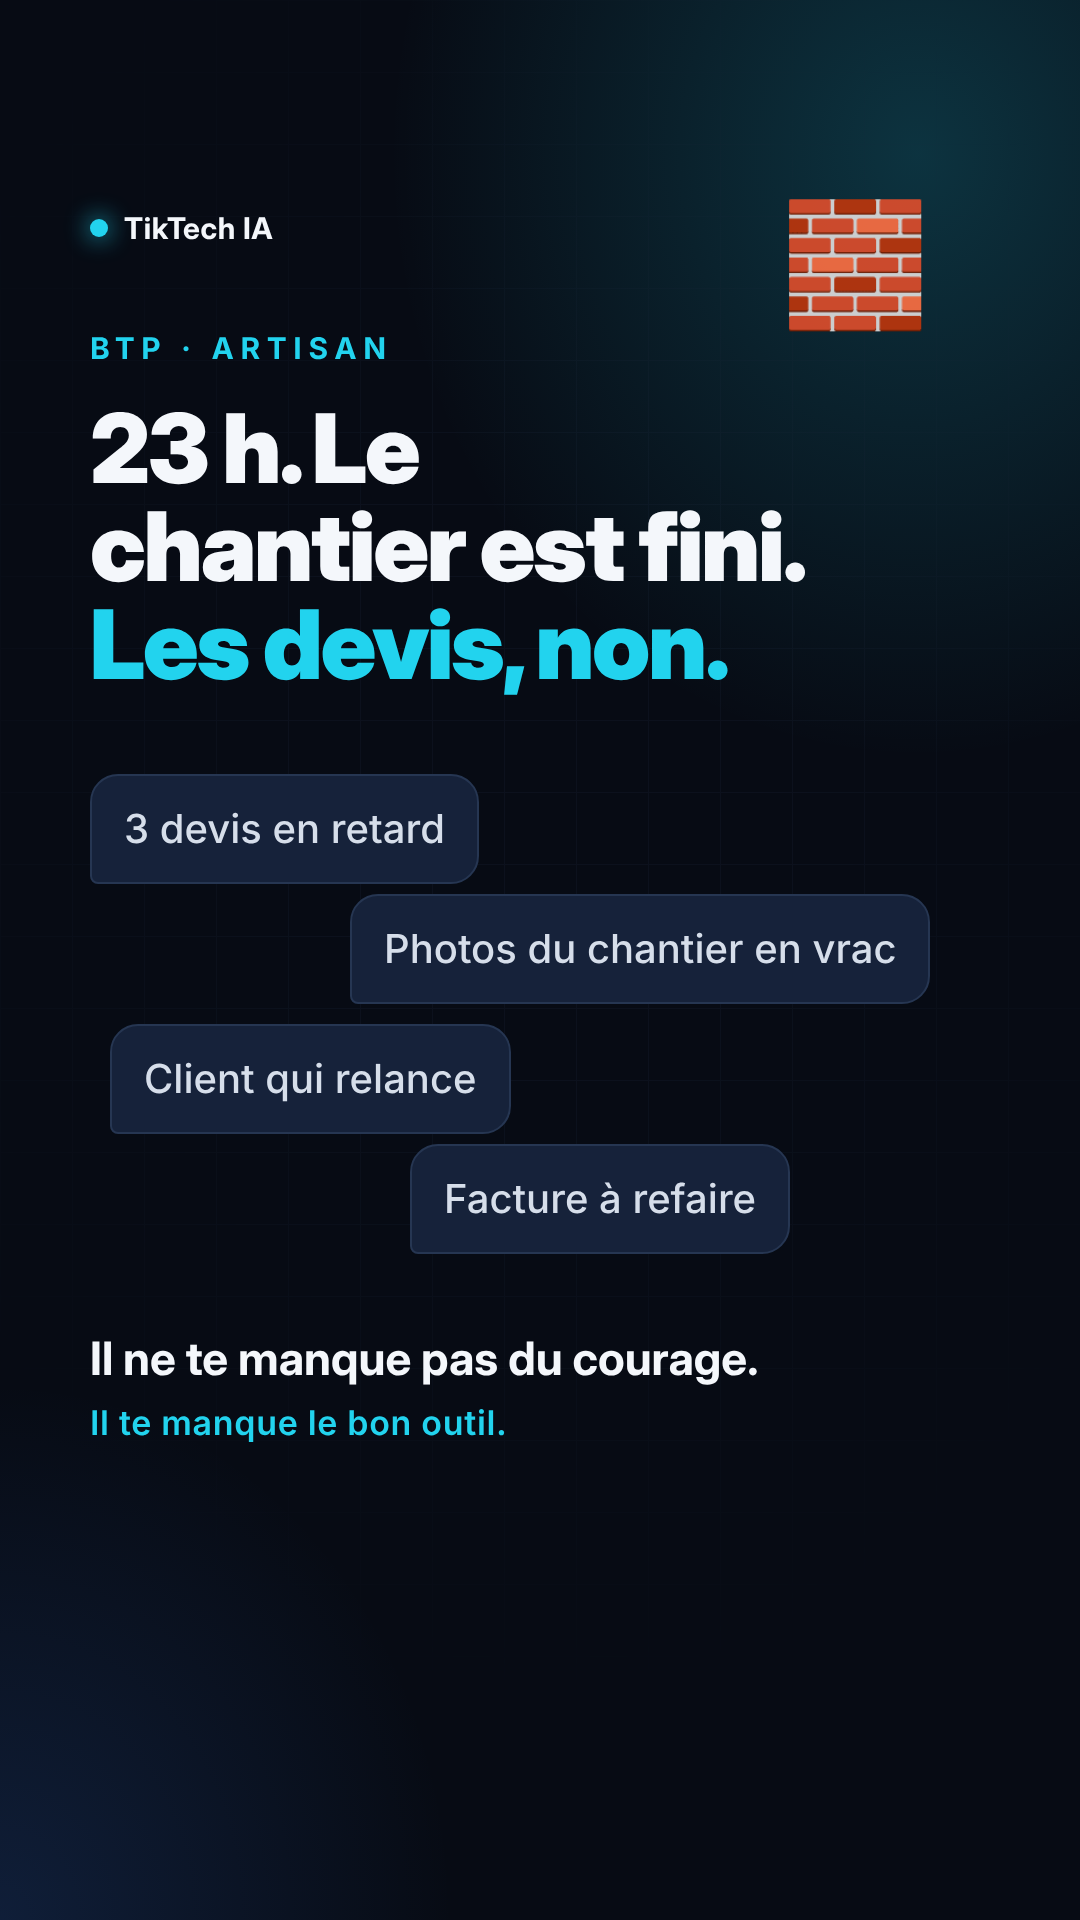 TikTech IA
BTP · ARTISAN
23 h. Le
chantier est fini.
Les devis, non.
3 devis en retard
Photos du chantier en vrac
Client qui relance
Facture à refaire
Il ne te manque pas du courage.
Il te manque le bon outil.